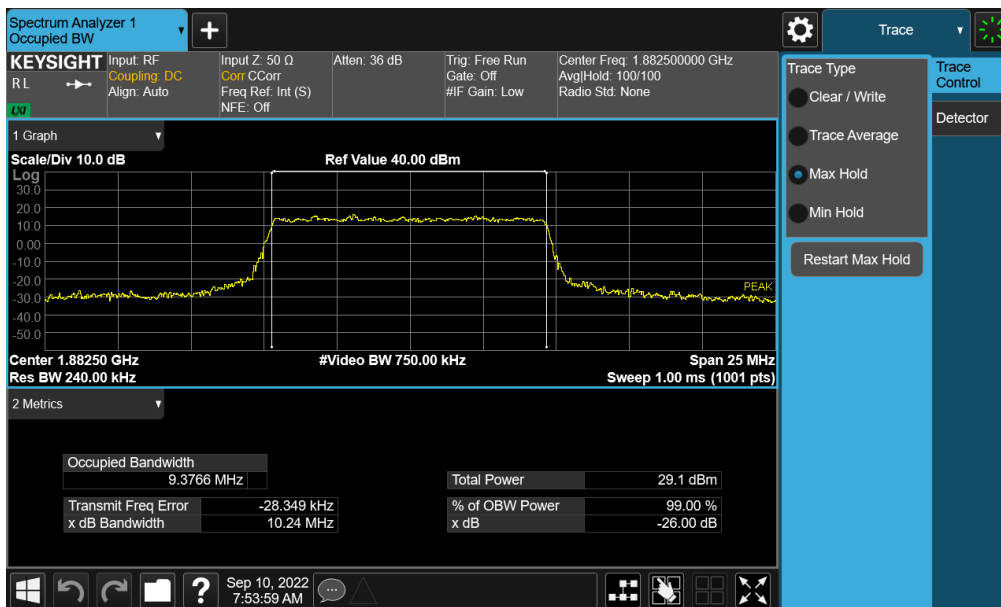 Spectrum Analyzer 1
Occupied BW
Trace
KEYSIGHT
R L
LXI
Input: RF
Coupling: DC
Align: Auto
Input Z: 50 Ω
Corr CCorr
Freq Ref: Int (S)
NFE: Off
Atten: 36 dB
Trig: Free Run
Gate: Off
#IF Gain: Low
Center Freq: 1.882500000 GHz
Avg|Hold: 100/100
Radio Std: None
Trace Type
Clear / Write
Trace Average
Max Hold
Min Hold
Restart Max Hold
Trace
Control
Detector
1 Graph
Scale/Div 10.0 dB
Ref Value 40.00 dBm
Log
30.0
20.0
10.0
0.00
-10.0
-20.0
-30.0
-40.0
-50.0
PEAK
Center 1.88250 GHz
#Video BW 750.00 kHz
Span 25 MHz
Res BW 240.00 kHz
Sweep 1.00 ms (1001 pts)
2 Metrics
Occupied Bandwidth
9.3766 MHz
Total Power 29.1 dBm
Transmit Freq Error -28.349 kHz
% of OBW Power 99.00 %
x dB Bandwidth 10.24 MHz
x dB -26.00 dB
?
Sep 10, 2022
7:53:59 AM